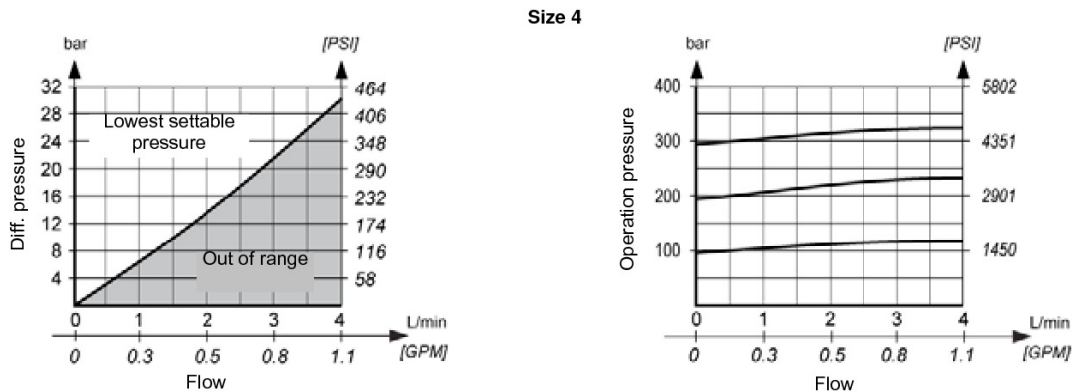 Size 4
bar
[PSI]
32
464
28
406
24
348
20
290
16
232
12
174
8
116
4
58
Lowest settable
pressure
Out of range
Diff. pressure
0 1 2 3 4 L/min
0 0.3 0.5 0.8 1.1 [GPM]
Flow
bar
[PSI]
400
5802
300
4351
200
2901
100
1450
Operation pressure
0 1 2 3 4 L/min
0 0.3 0.5 0.8 1.1 [GPM]
Flow